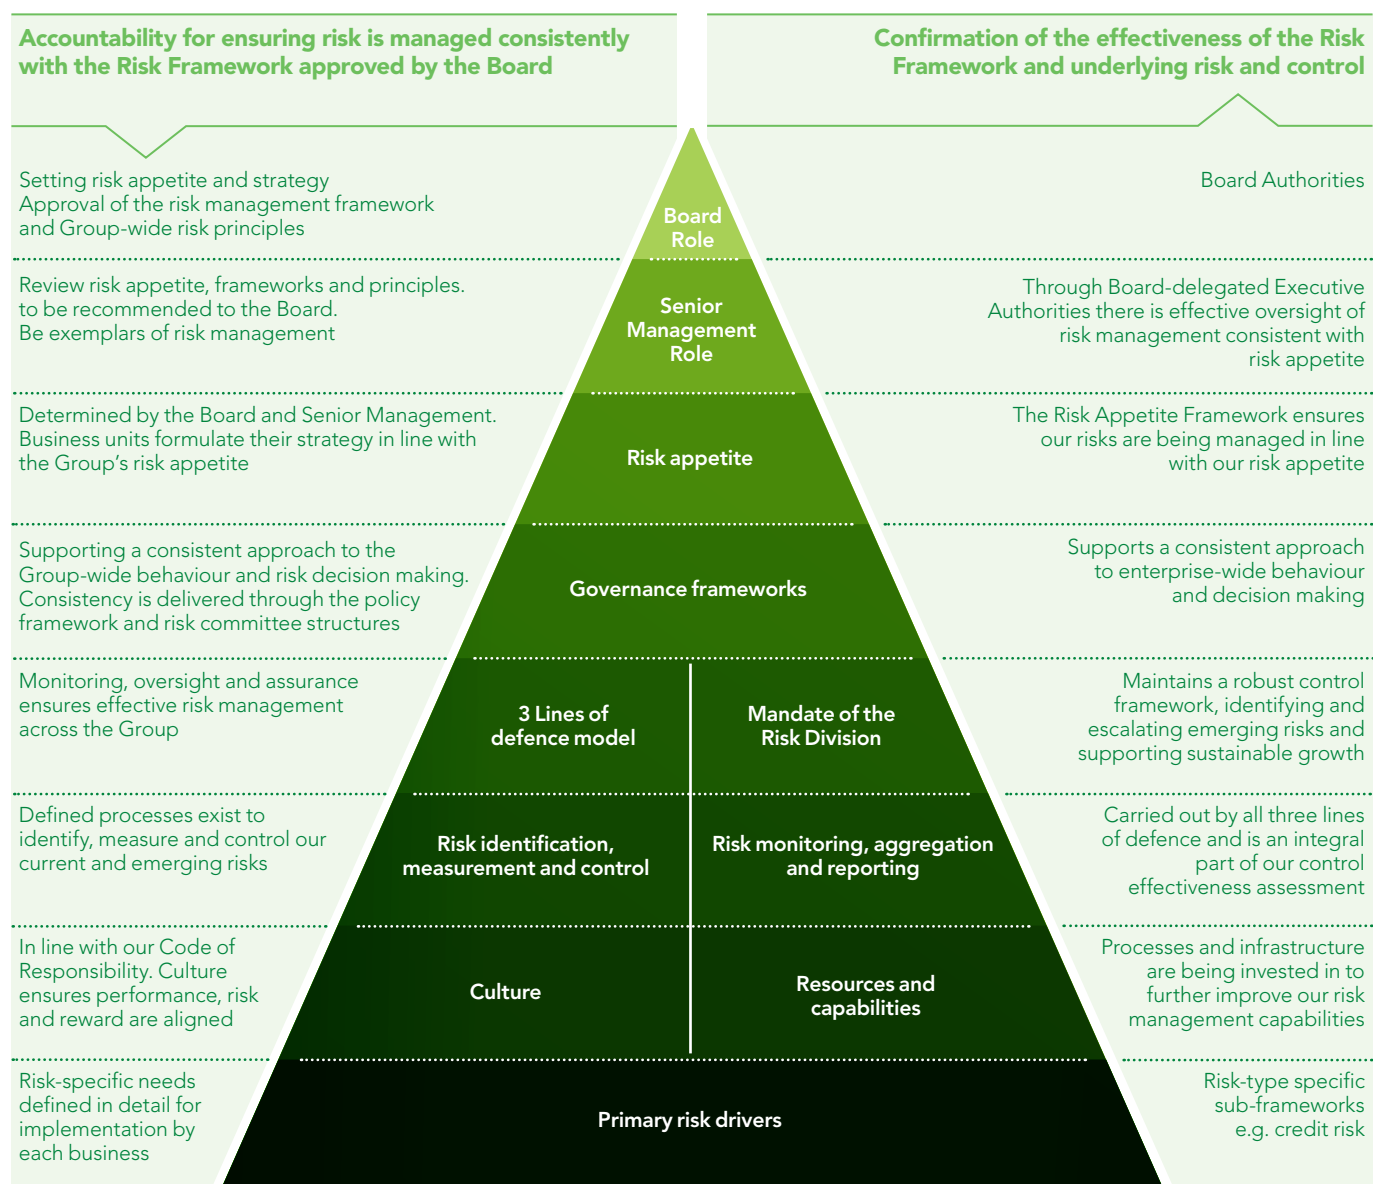 Accountability for ensuring risk is managed consistently
with the Risk Framework approved by the Board
Confirmation of the effectiveness of the Risk
Framework and underlying risk and control
Setting risk appetite and strategy
Approval of the risk management framework
and Group-wide risk principles
Board
Role
Board Authorities
Review risk appetite, frameworks and principles.
to be recommended to the Board.
Be exemplars of risk management
Senior
Management
Role
Through Board-delegated Executive
Authorities there is effective oversight of
risk management consistent with
risk appetite
Determined by the Board and Senior Management.
Business units formulate their strategy in line with
the Group's risk appetite
Risk appetite
The Risk Appetite Framework ensures
our risks are being managed in line
with our risk appetite
Supporting a consistent approach to the
Group-wide behaviour and risk decision making.
Consistency is delivered through the policy
framework and risk committee structures
Governance frameworks
Supports a consistent approach
to enterprise-wide behaviour
and decision making
Monitoring, oversight and assurance
ensures effective risk management
across the Group
3 Lines of
defence model
Mandate of the
Risk Division
Maintains a robust control
framework, identifying and
escalating emerging risks and
supporting sustainable growth
Defined processes exist to
identify, measure and control our
current and emerging risks
Risk identification,
measurement and control
Risk monitoring, aggregation
and reporting
Carried out by all three lines
of defence and is an integral
part of our control
effectiveness assessment
In line with our Code of
Responsibility. Culture
ensures performance, risk
and reward are aligned
Culture
Resources and
capabilities
Processes and infrastructure
are being invested in to
further improve our risk
management capabilities
Risk-specific needs
defined in detail for
implementation by
each business
Primary risk drivers
Risk-type specific
sub-frameworks
e.g. credit risk